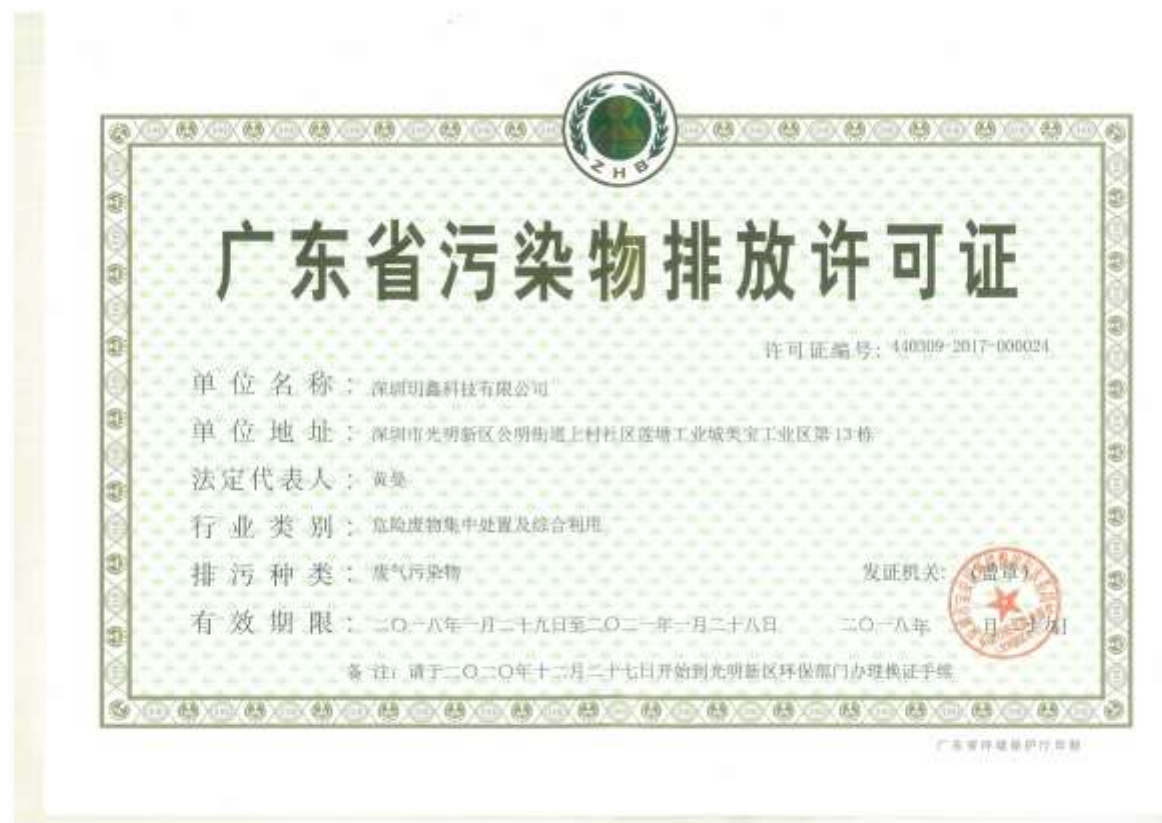 ZHB
广东省污染物排放许可证
许可证编号: 440309-2017-000024
单位名称: 深圳玥鑫科技有限公司
单位地址: 深圳市光明新区公明街道上村社区莲塘工业城美宝工业区第13栋
法定代表人: 黄曼
行业类别: 危险废物集中处置及综合利用
排污种类: 废气污染物
发证机关: (盖章)
有效期限: 二〇一八年一月二十九日至二〇二一年一月二十八日
二〇一八年 月 日
备注: 请于二〇二〇年十二月二十七日开始到光明新区环保部门办理换证手续
广东省环境保护厅印制